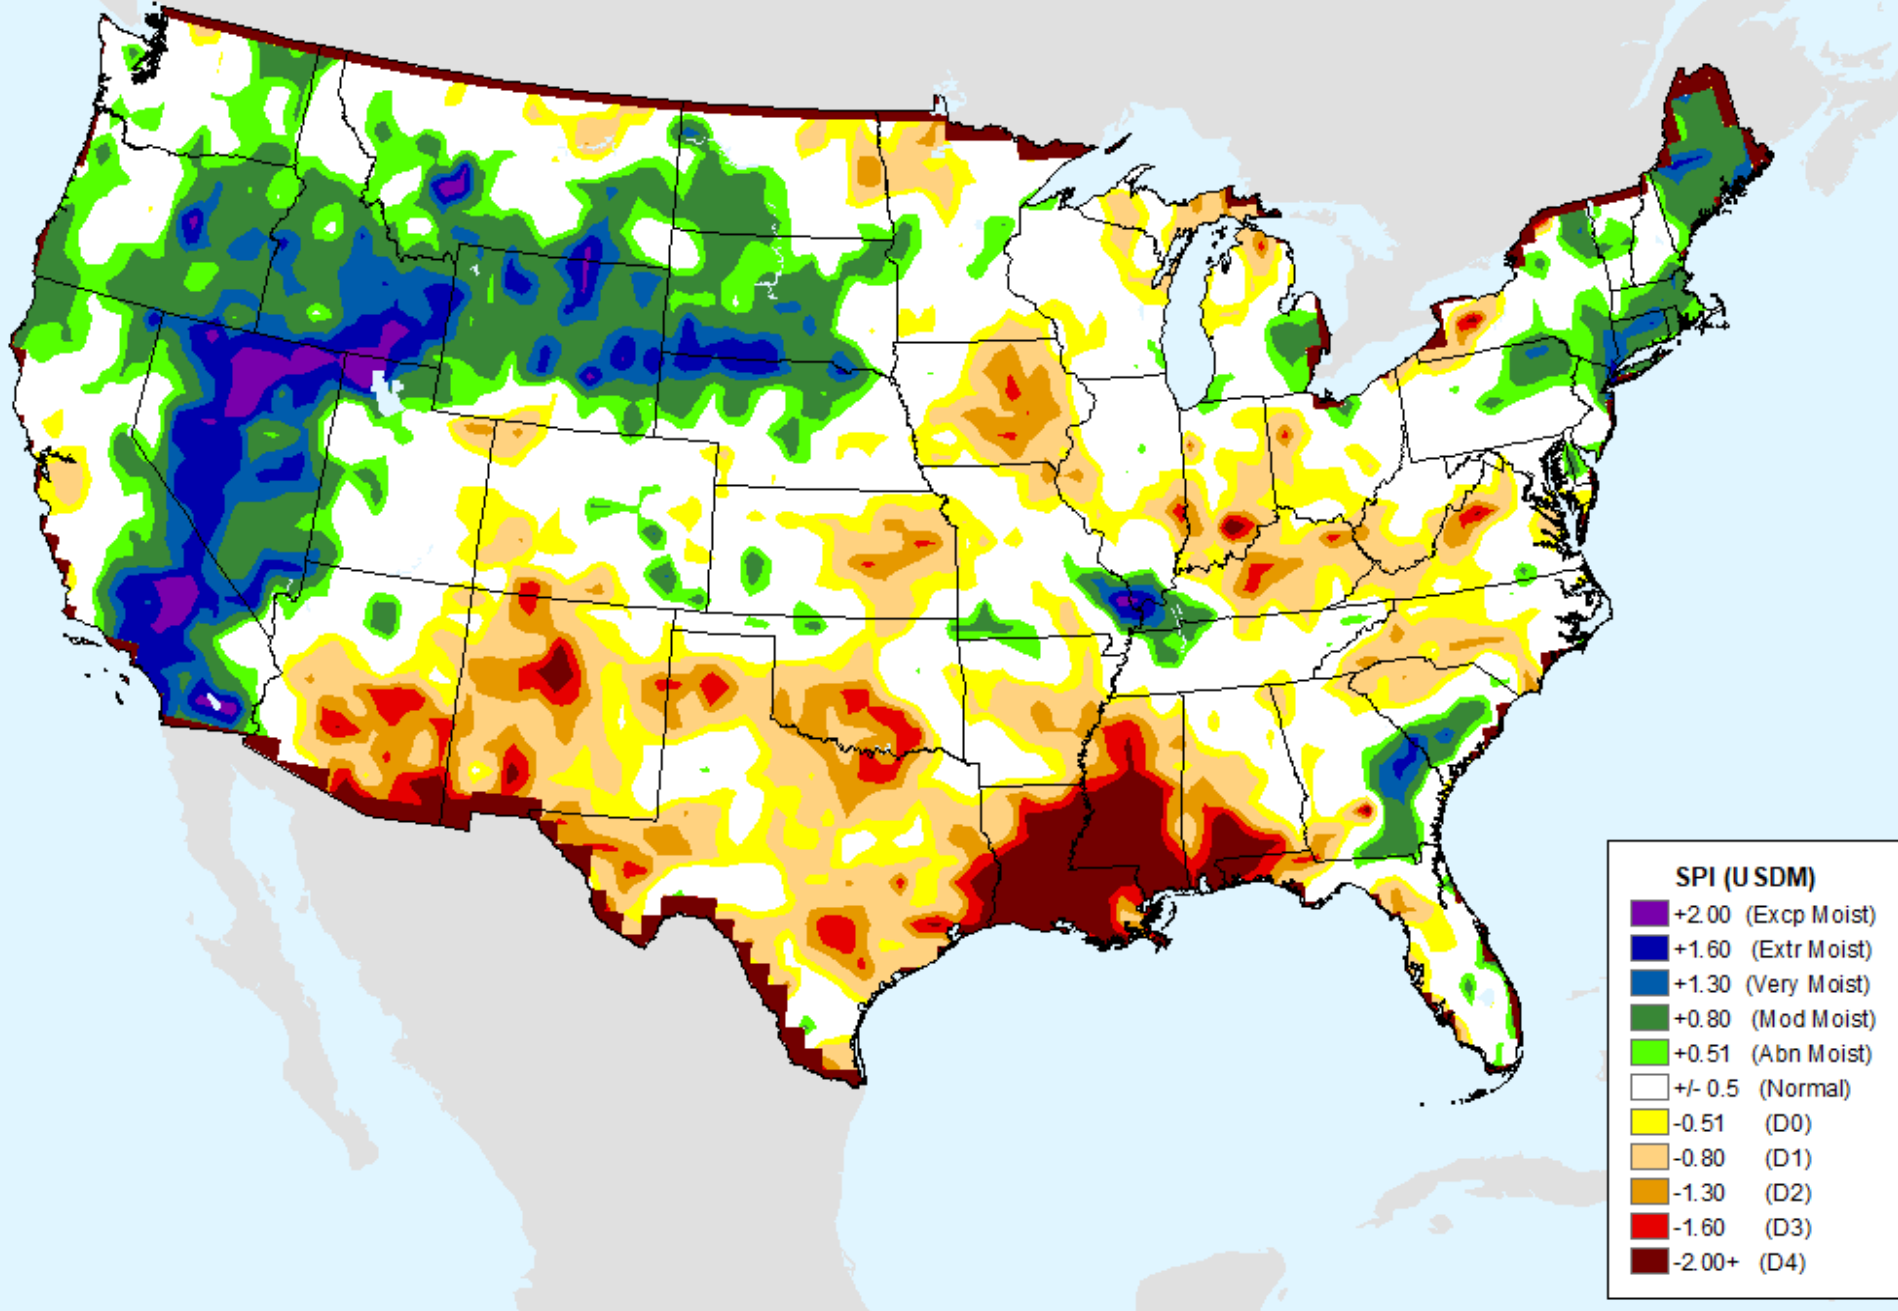 SPI (USDM)
+2.00 (Excp Moist)
+1.60 (Extr Moist)
+1.30 (Very Moist)
+0.80 (Mod Moist)
+0.51 (Abn Moist)
+/- 0.5 (Normal)
-0.51 (D0)
-0.80 (D1)
-1.30 (D2)
-1.60 (D3)
-2.00+ (D4)